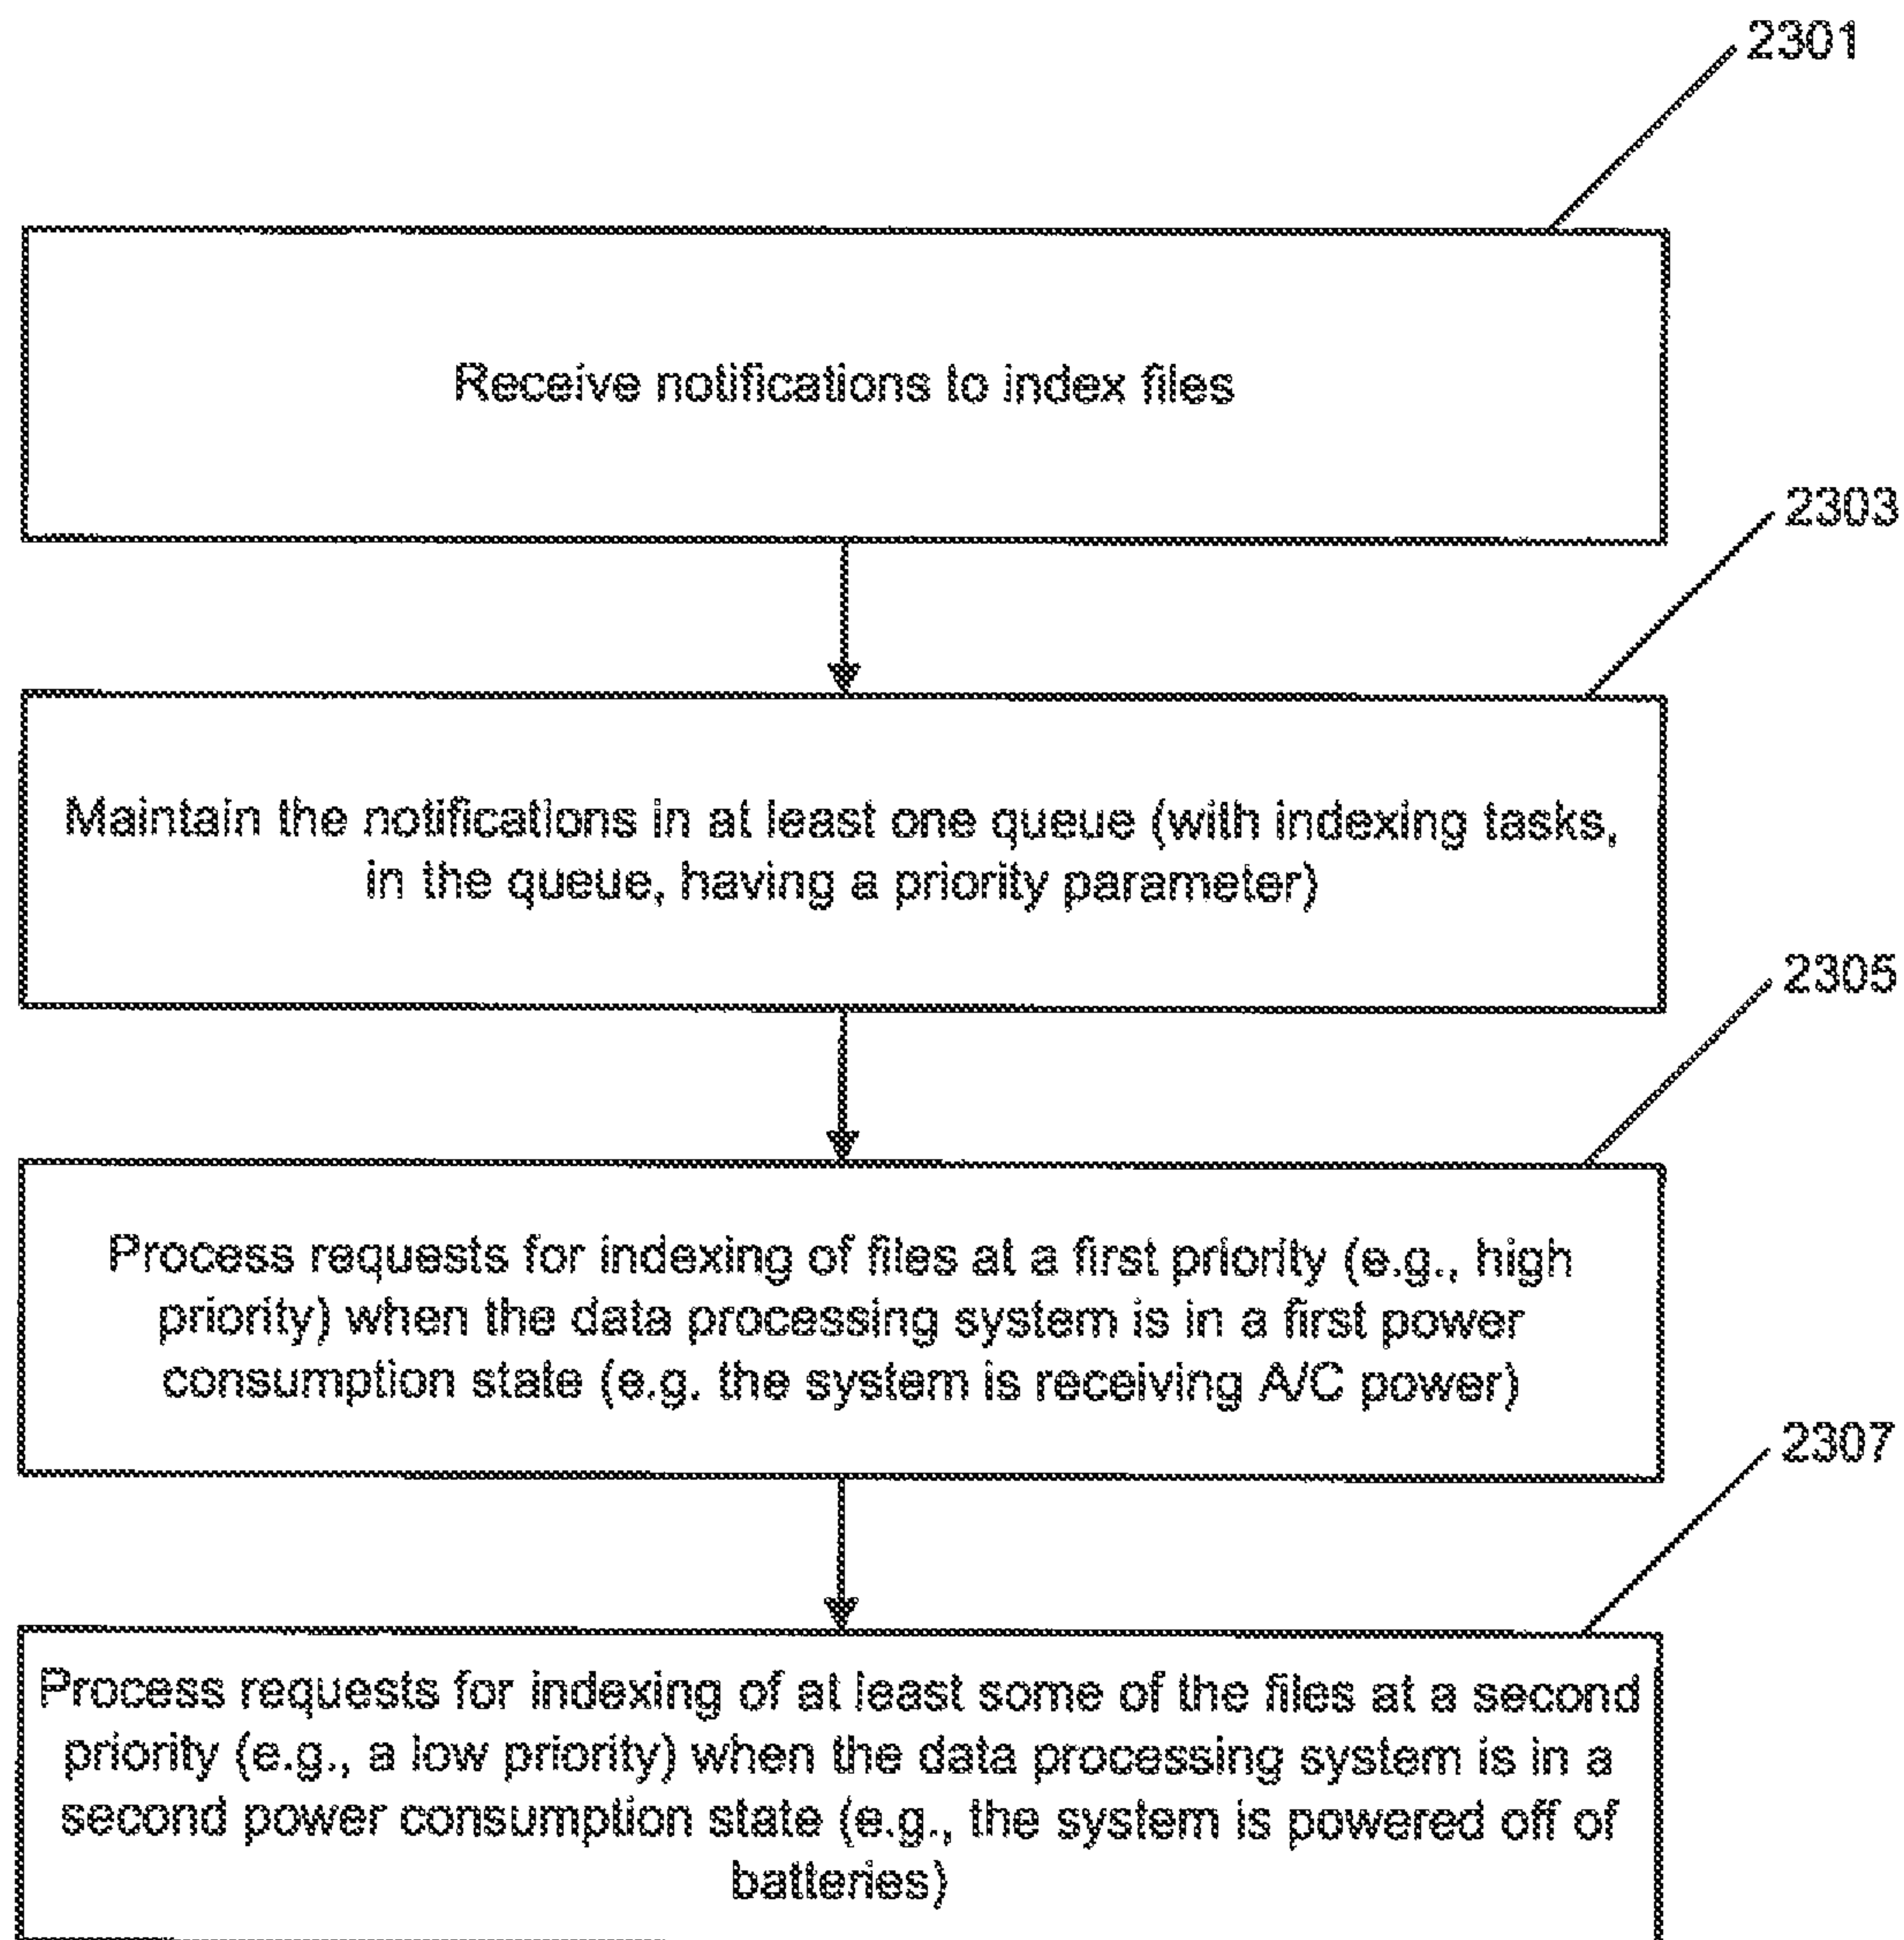 2301
Receive notifications to index files
2303
Maintain the notifications in at least one queue (with indexing tasks,
in the queue, having a priority parameter)
2305
Process requests for indexing of files at a first priority (e.g., high
priority) when the data processing system is in a first power
consumption state (e.g. the system is receiving A/C power)
2307
Process requests for indexing of at least some of the files at a second
priority (e.g., a low priority) when the data processing system is in a
second power consumption state (e.g., the system is powered off of
batteries)